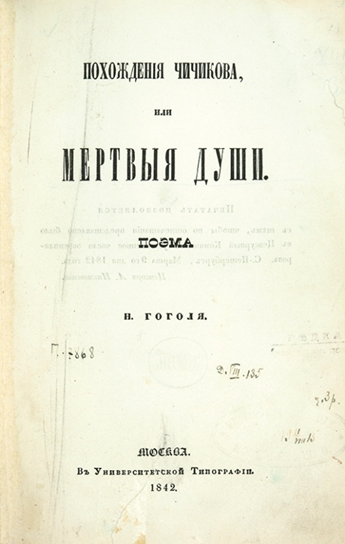 ПОХОЖДЕНІЯ ЧИЧИКОВА,
ИЛИ
МЕРТВЫЯ ДУШИ.
ПОЭМА
Н. ГОГОЛЯ.
МОСКВА.
Въ Университетской Типографіи.
1842.